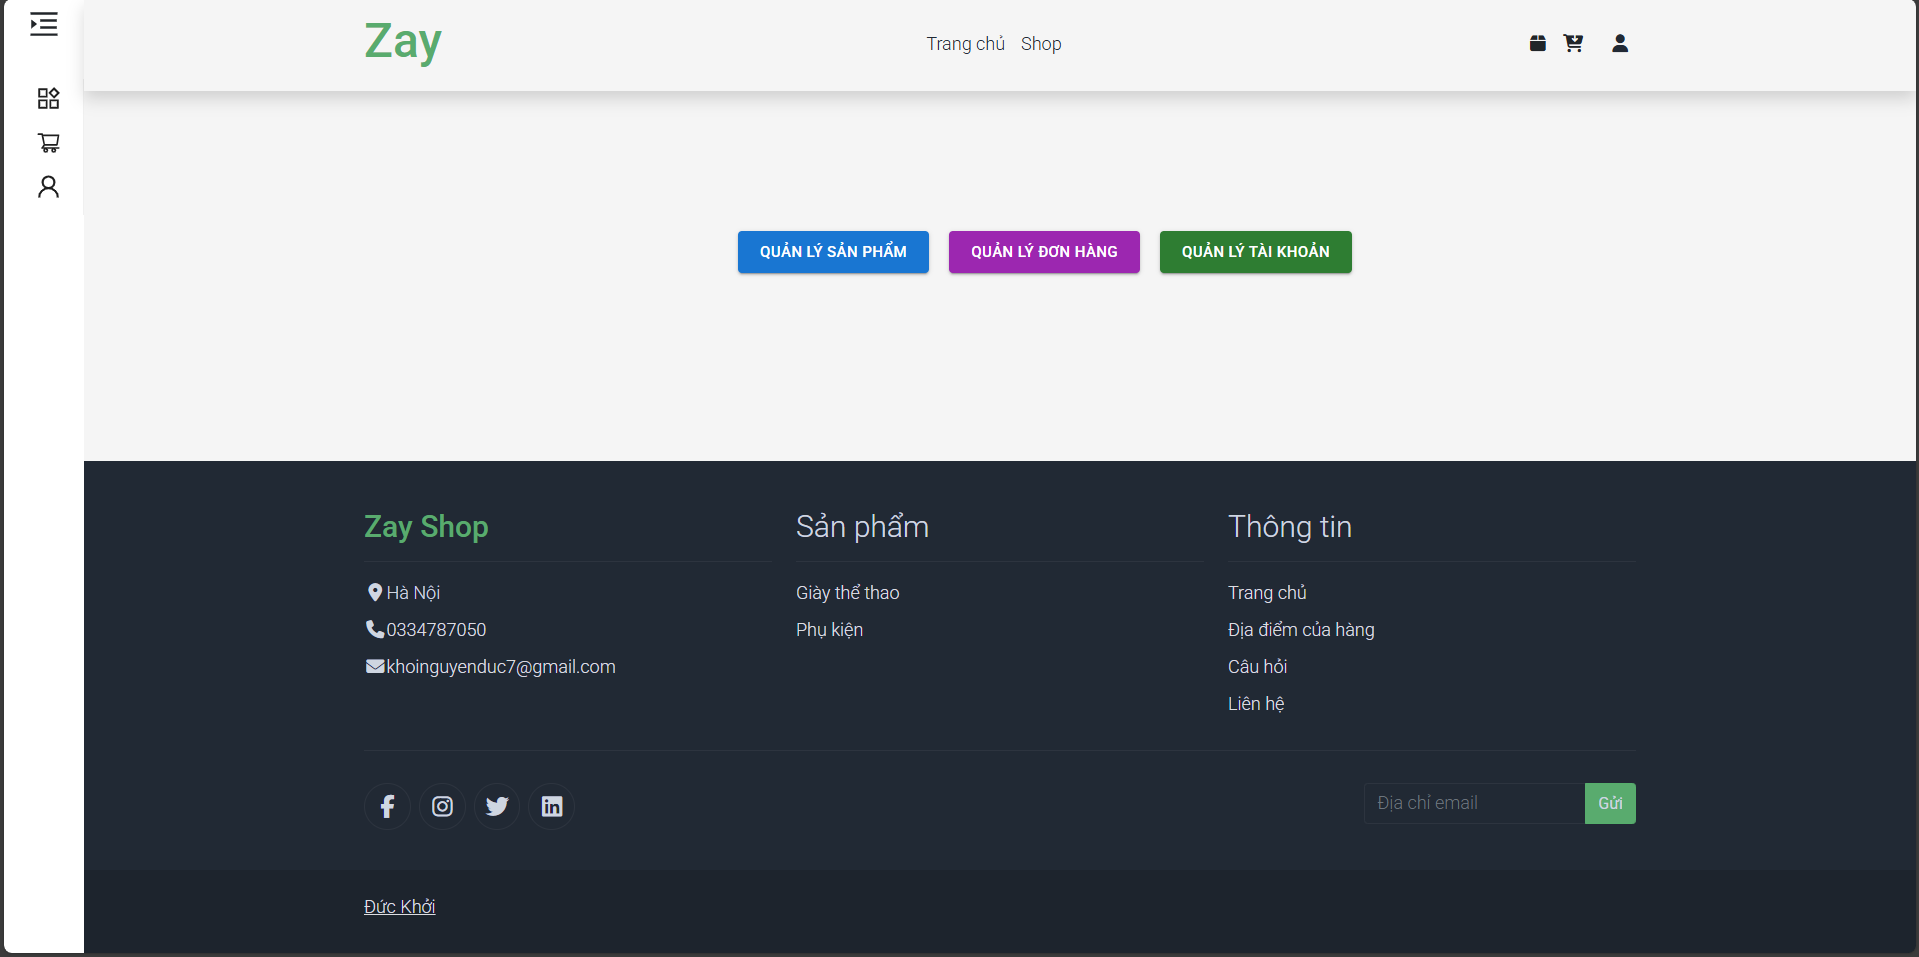 Zay
Trang chủ Shop
QUẢN LÝ SẢN PHẨM QUẢN LÝ ĐƠN HÀNG QUẢN LÝ TÀI KHOẢN
Zay Shop
Hà Nội
0334787050
khoinguyenduc7@gmail.com
Sản phẩm
Giày thể thao
Phụ kiện
Thông tin
Trang chủ
Địa điểm của hàng
Câu hỏi
Liên hệ
Địa chỉ email Gửi
Đức Khởi